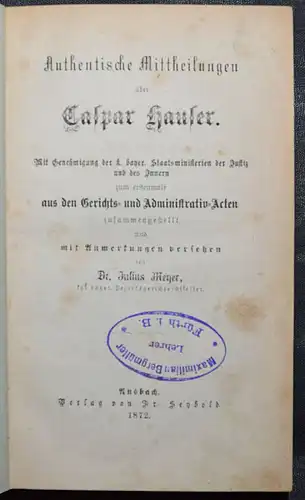 Authentische Mittheilungen
über
Caspar Hauser.
Mit Genehmigung der k. bayer. Staatsministerien der Justiz
und des Innern
zum erstenmale
aus den Gerichts- und Administrativ-Acten
zusammengestellt
und
mit Anmerkungen versehen
von
Dr. Julius Meyer,
kgl. bayer. Bezirksgerichts-Assessor.
Maximilian Bergmüller
Lehrer
Fürth i. B.
Ansbach.
Verlag von Fr. Seybold
1872.